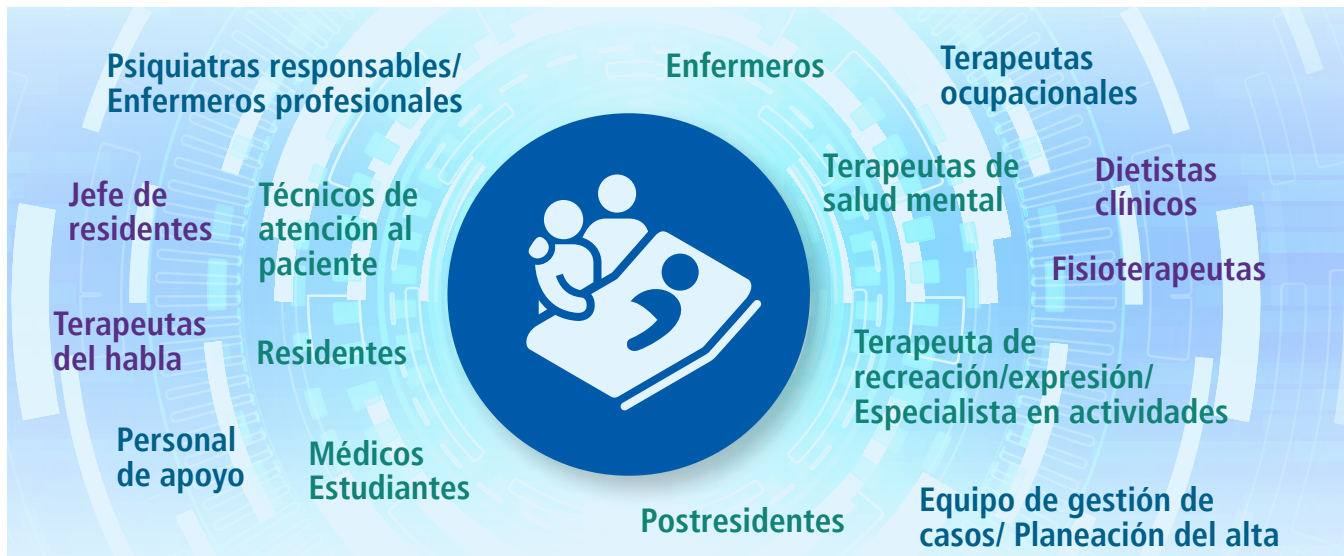 Psiquiatras responsables/
Enfermeros profesionales
Enfermeros
Terapeutas
ocupacionales
Jefe de
residentes
Técnicos de
atención al
paciente
Terapeutas de
salud mental
Dietistas
clínicos
Fisioterapeutas
Terapeutas
del habla
Residentes
Terapeuta de
recreación/expresión/
Especialista en actividades
Personal
de apoyo
Médicos
Estudiantes
Postresidentes
Equipo de gestión de
casos/ Planeación del alta